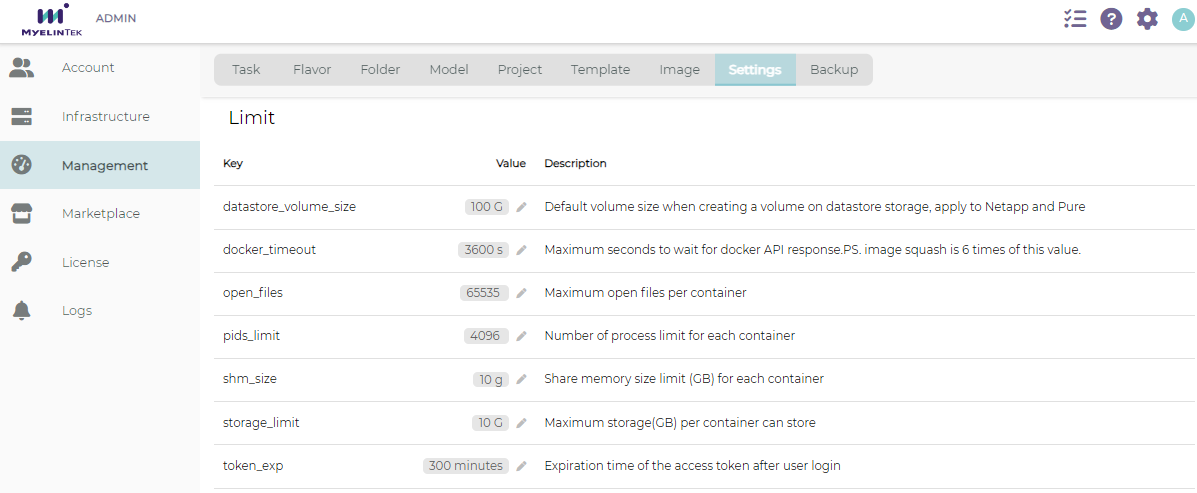 MYELINTEK
ADMIN
A
Account
Infrastructure
Management
Marketplace
License
Logs
Task Flavor Folder Model Project Template Image Settings Backup
Limit
Key Value Description
datastore_volume_size 100 G Default volume size when creating a volume on datastore storage, apply to Netapp and Pure
docker_timeout 3600 s Maximum seconds to wait for docker API response.PS. image squash is 6 times of this value.
open_files 65535 Maximum open files per container
pids_limit 4096 Number of process limit for each container
shm_size 10 g Share memory size limit (GB) for each container
storage_limit 10 G Maximum storage(GB) per container can store
token_exp 300 minutes Expiration time of the access token after user login